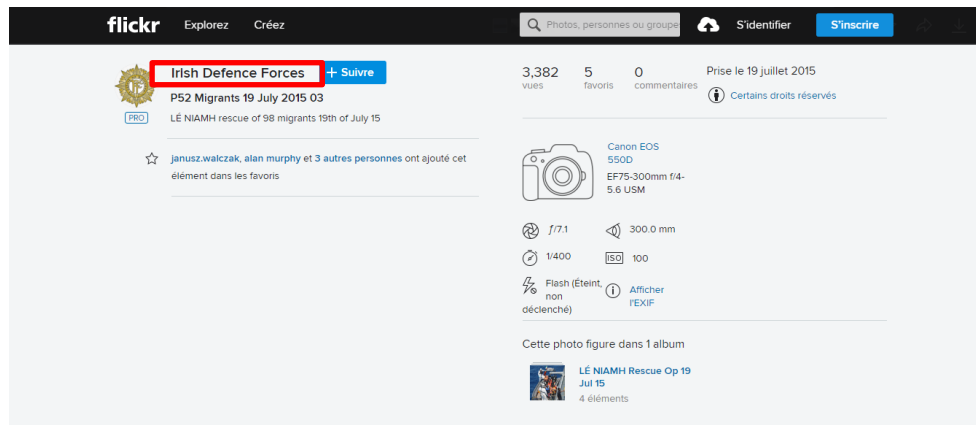 flickr Explorez Créez Photos, personnes ou groupe S'identifier S'inscrire
Irish Defence Forces + Suivre
P52 Migrants 19 July 2015 03
PRO LÉ NIAMH rescue of 98 migrants 19th of July 15
janusz.walczak, alan murphy et 3 autres personnes ont ajouté cet
élément dans les favoris
3,382 5 0
vues favoris commentaires
Prise le 19 juillet 2015
Certains droits réservés
Canon EOS
550D
EF75-300mm f/4-
5.6 USM
ƒ/7.1 300.0 mm
1/400 ISO 100
Flash (Éteint,
non
déclenché)
Afficher
l'EXIF
Cette photo figure dans 1 album
LÉ NIAMH Rescue Op 19
Jul 15
4 éléments